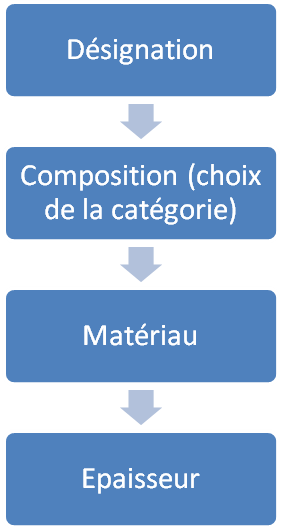 Désignation
Composition (choix
de la catégorie)
Matériau
Epaisseur